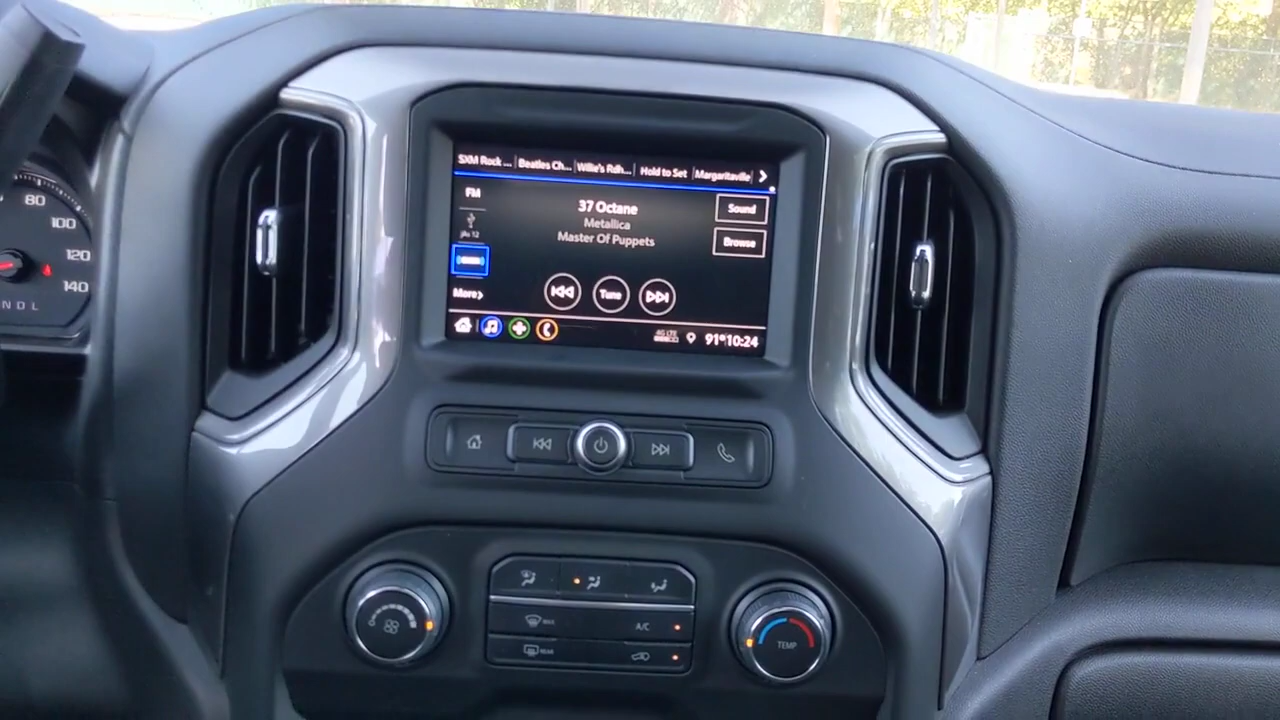 SXM Rock ... Beatles Ch... Willie's Rdh... Hold to Set Margaritaville
FM
37 Octane
Metallica
Master Of Puppets
Sound
Browse
More
Tune
4G LTE
91° 10:24
80
100
120
140
N D L
A/C
REAR
TEMP